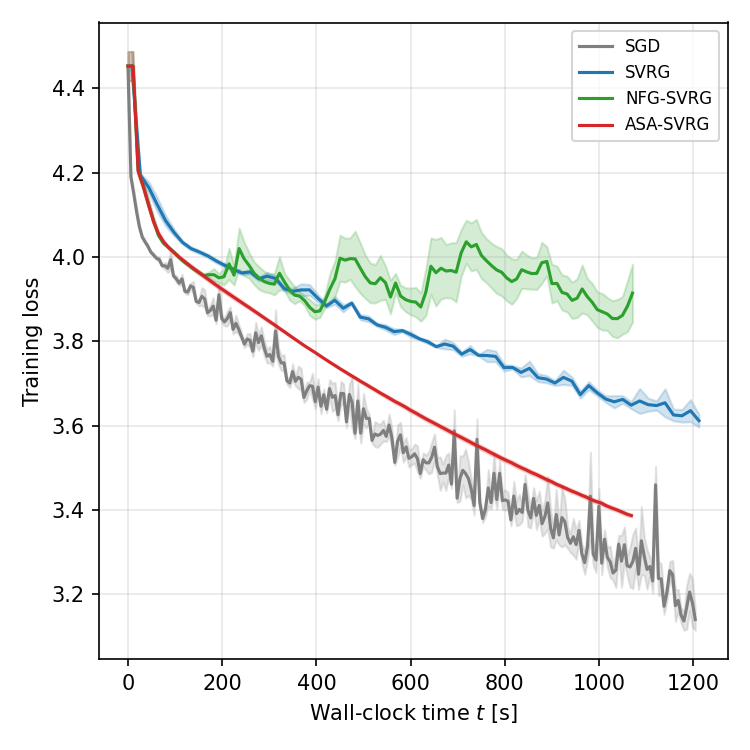 SGD
SVRG
NFG-SVRG
ASA-SVRG
4.4
4.2
4.0
3.8
3.6
3.4
3.2
Training loss
0 200 400 600 800 1000 1200
Wall-clock time t [s]